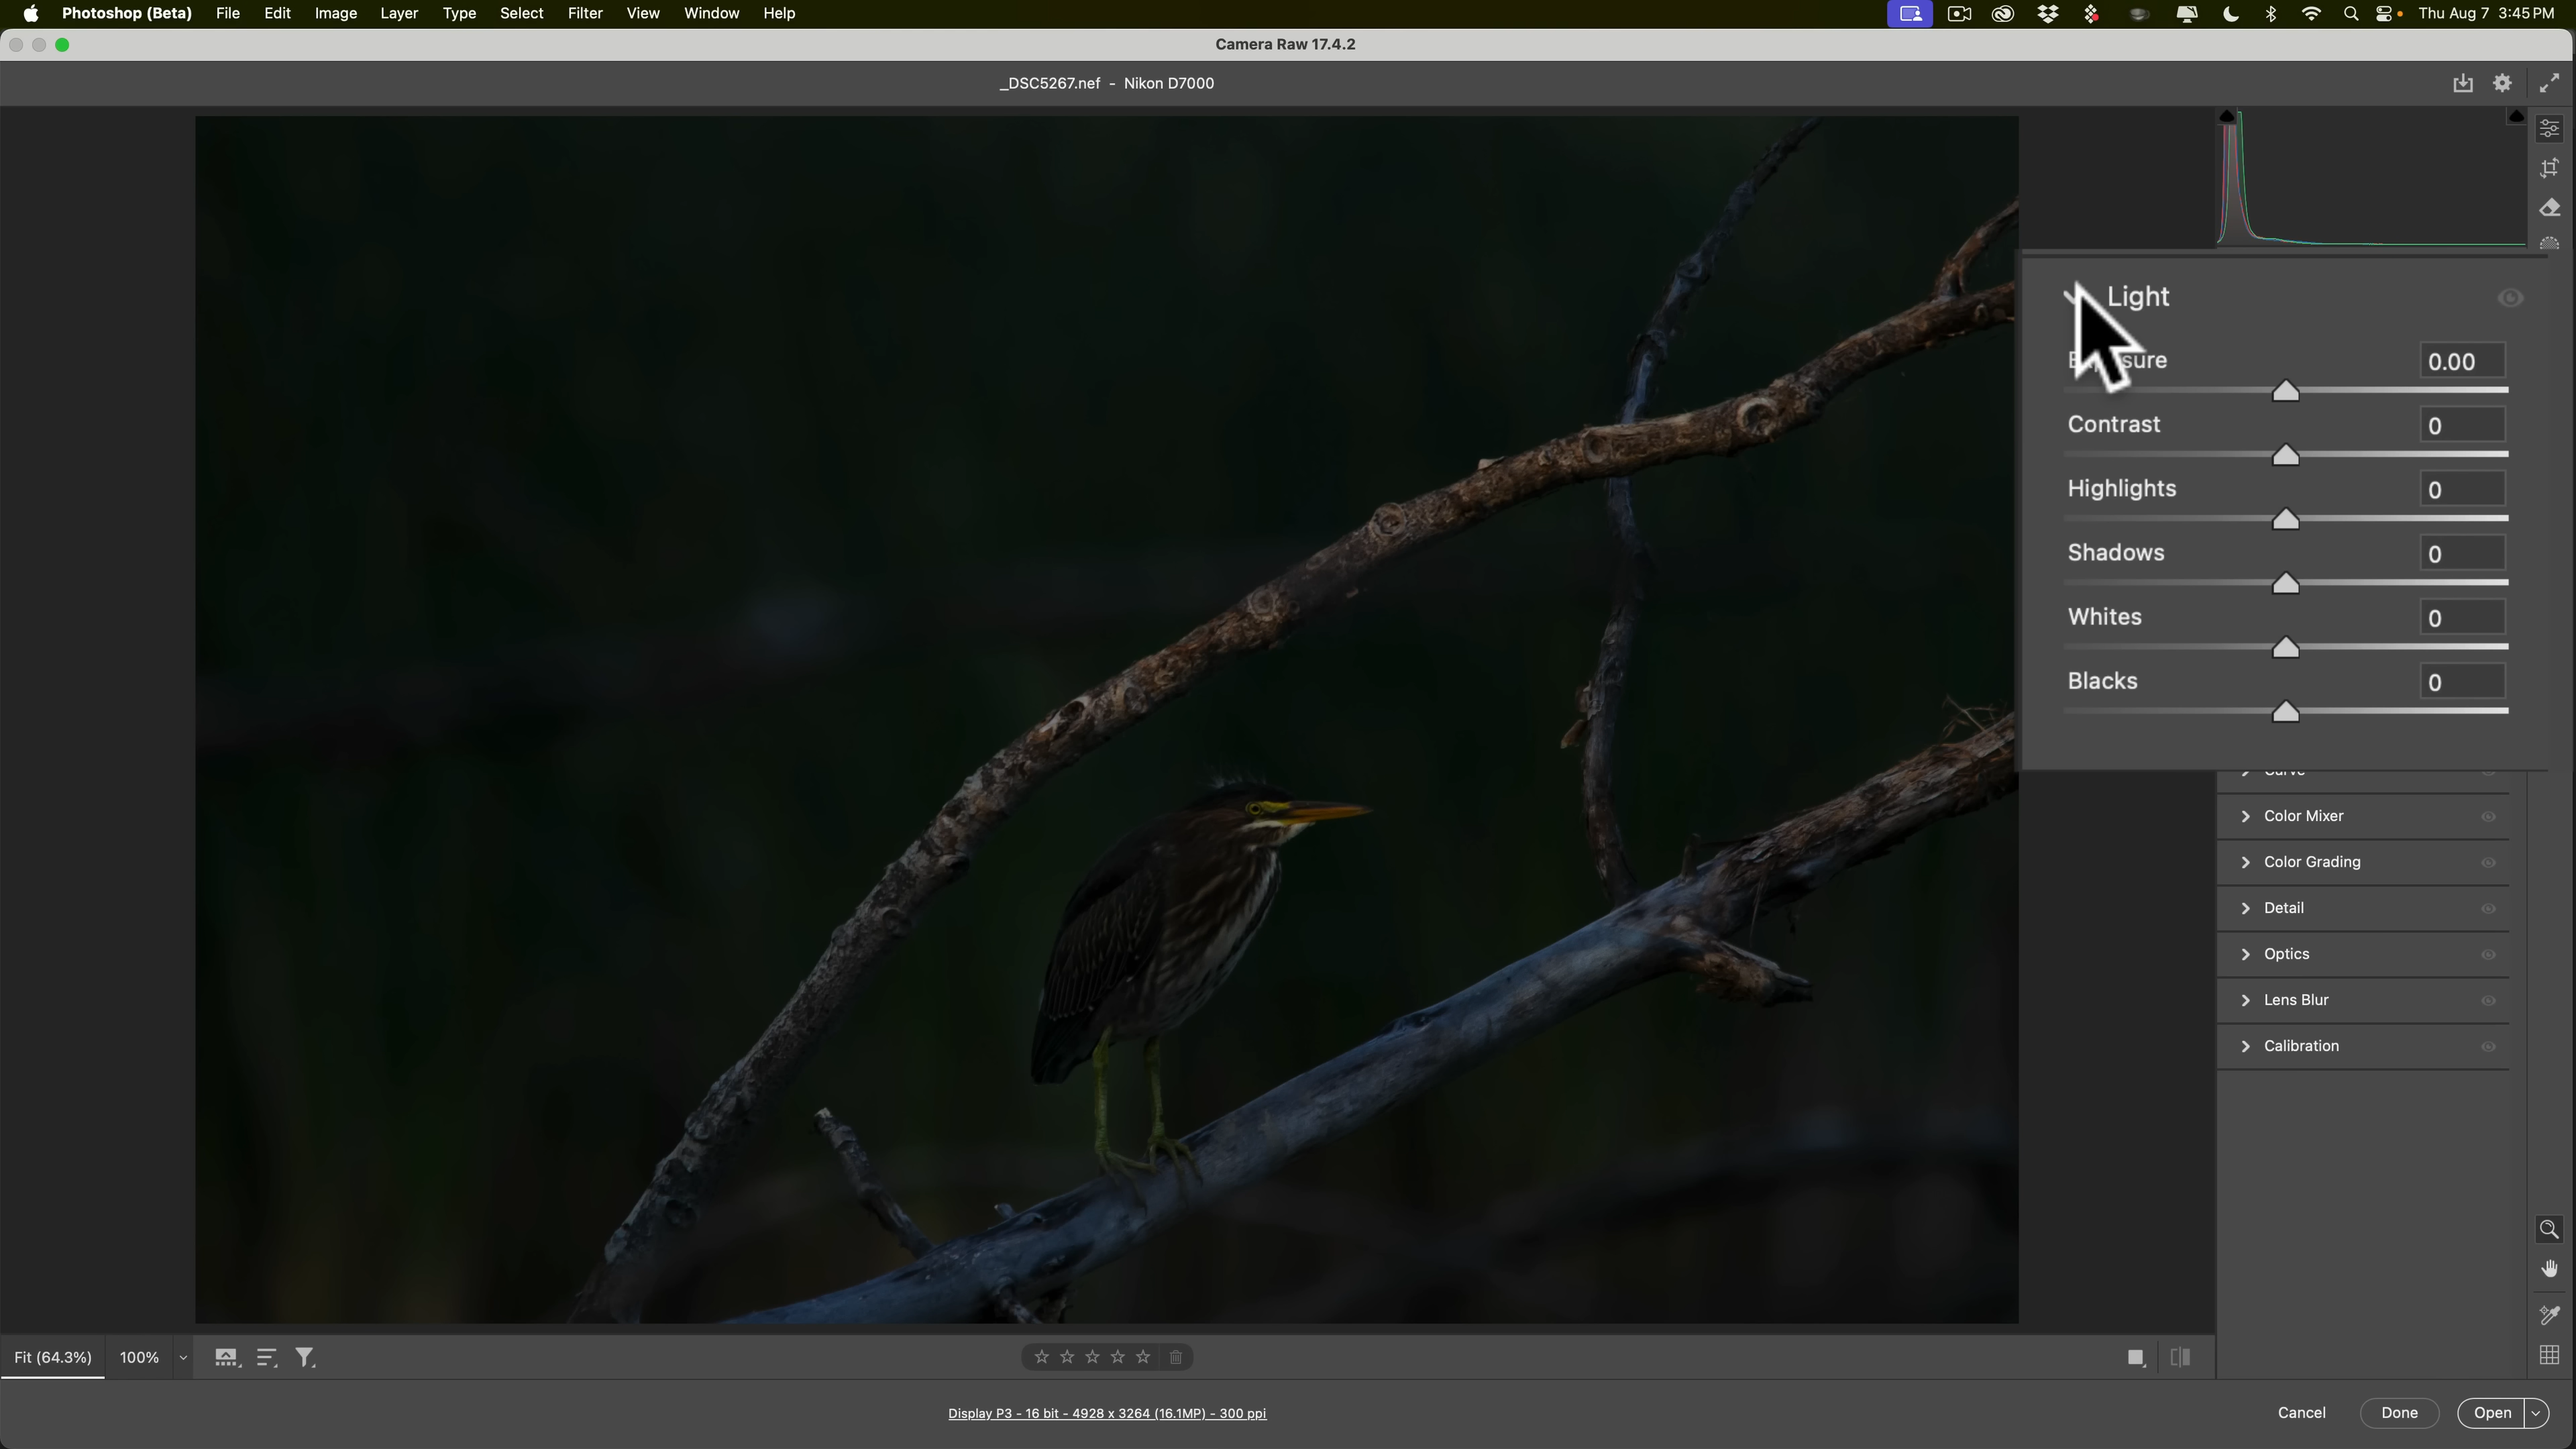 Photoshop (Beta) File Edit Image Layer Type Select Filter View Window Help Thu Aug 7 3:45 PM
Camera Raw 17.4.2
_DSC5267.nef - Nikon D7000
Light
0.00
Contrast 0
Highlights 0
Shadows 0
Whites 0
Blacks 0
Color Mixer
Color Grading
Detail
Optics
Lens Blur
Calibration
Fit (64.3%) 100%
Display P3 - 16 bit - 4928 x 3264 (16.1MP) - 300 ppi
Cancel Done Open